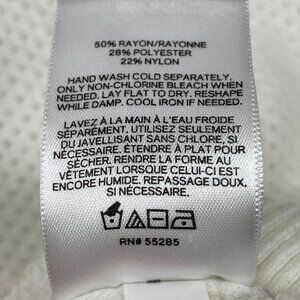 50% RAYON/RAYONNE
28% POLYESTER
22% NYLON
HAND WASH COLD SEPARATELY.
ONLY NON-CHLORINE BLEACH WHEN
NEEDED. LAY FLAT TO DRY. RESHAPE
WHILE DAMP. COOL IRON IF NEEDED.
LAVEZ À LA MAIN À L'EAU FROIDE
SÉPARÉMENT. UTILISEZ SEULEMENT
DU JAVELLISANT SANS CHLORE, SI
NÉCESSAIRE. ÉTENDRE À PLAT POUR
SÉCHER. RENDRE LA FORME AU
VÊTEMENT LORSQUE CELUI-CI EST
ENCORE HUMIDE. REPASSAGE DOUX.
SI NÉCESSAIRE.
RN# 55285